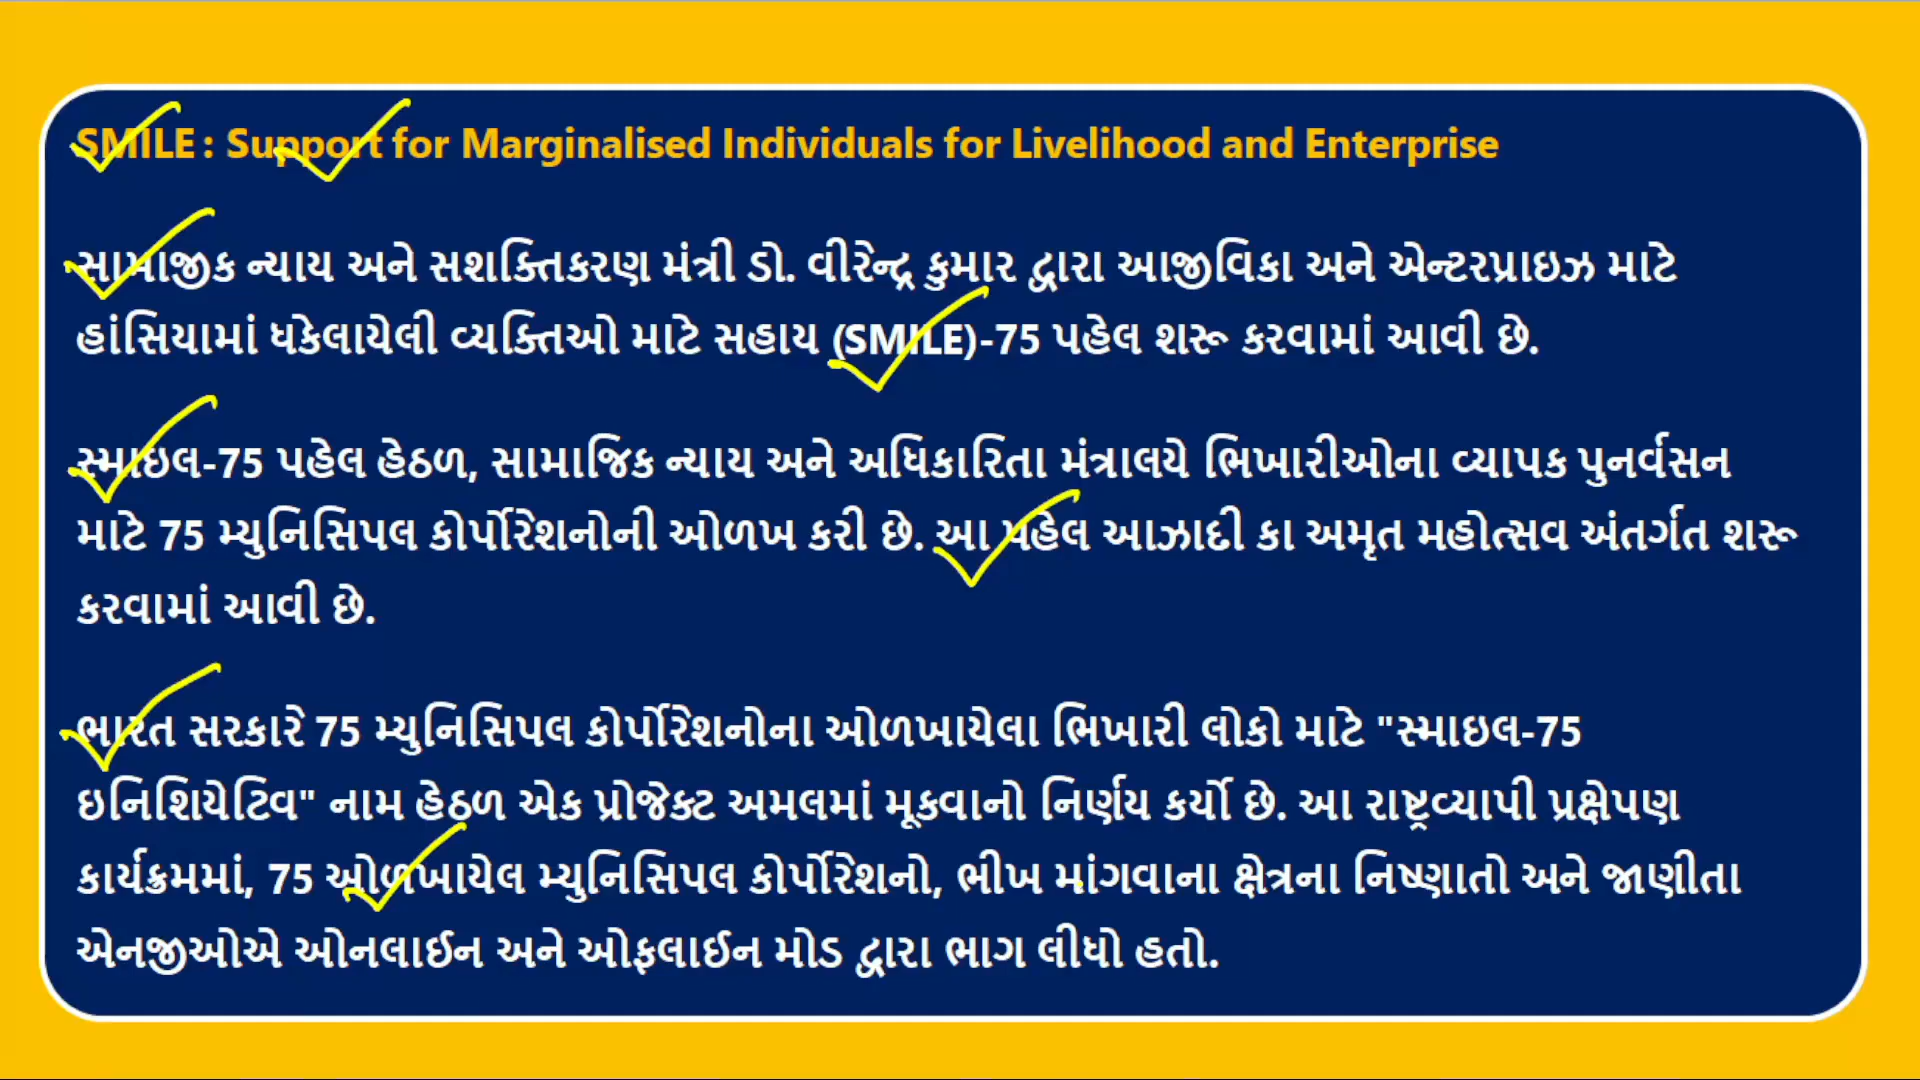 SMILE : Support for Marginalised Individuals for Livelihood and Enterprise
સામાજીક ન્યાય અને સશક્તિકરણ મંત્રી ડો. વીરેન્દ્ર કુમાર દ્વારા આજીવિકા અને એન્ટરપ્રાઇઝ માટે
હાંસિયામાં ધકેલાયેલી વ્યક્તિઓ માટે સહાય (SMILE)-75 પહેલ શરૂ કરવામાં આવી છે.
સ્માઇલ-75 પહેલ હેઠળ, સામાજિક ન્યાય અને અધિકારિતા મંત્રાલયે ભિખારીઓના વ્યાપક પુનર્વસન
માટે 75 મ્યુનિસિપલ કોર્પોરેશનોની ઓળખ કરી છે. આ પહેલ આઝાદી કા અમૃત મહોત્સવ અંતર્ગત શરૂ
કરવામાં આવી છે.
ભારત સરકારે 75 મ્યુનિસિપલ કોર્પોરેશનોના ઓળખાયેલા ભિખારી લોકો માટે "સ્માઇલ-75
ઇનિશિયેટિવ" નામ હેઠળ એક પ્રોજેક્ટ અમલમાં મૂકવાનો નિર્ણય કર્યો છે. આ રાષ્ટ્રવ્યાપી પ્રક્ષેપણ
કાર્યક્રમમાં, 75 ઓળખાયેલ મ્યુનિસિપલ કોર્પોરેશનો, ભીખ માંગવાના ક્ષેત્રના નિષ્ણાતો અને જાણીતા
એનજીઓએ ઓનલાઈન અને ઓફલાઈન મોડ દ્વારા ભાગ લીધો હતો.